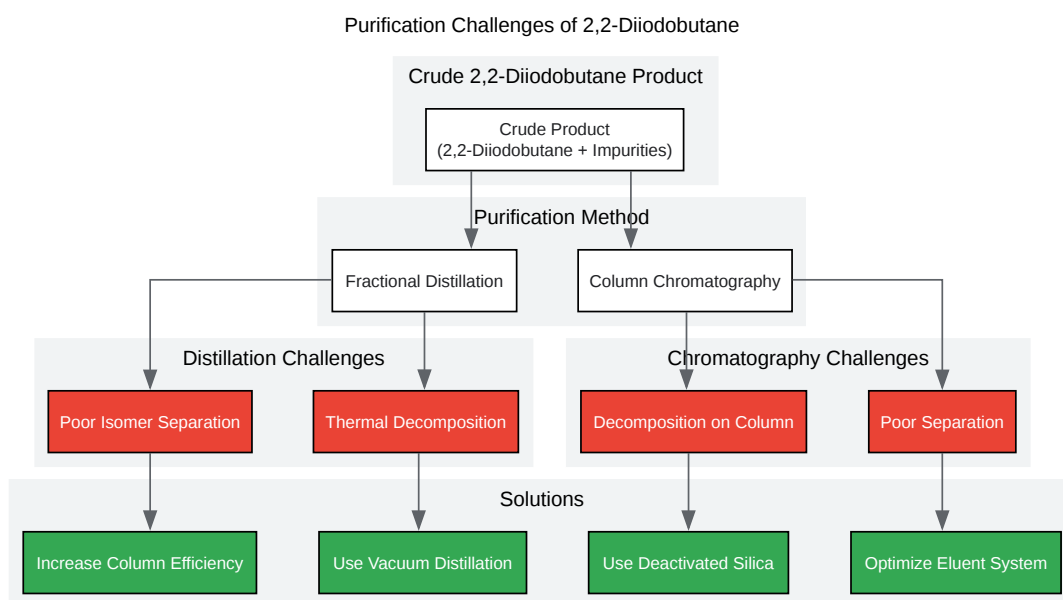 Purification Challenges of 2,2-Diiodobutane
Crude 2,2-Diiodobutane Product
Crude Product
(2,2-Diiodobutane + Impurities)
Purification Method
Fractional Distillation
Column Chromatography
Distillation Challenges
Chromatography Challenges
Poor Isomer Separation
Thermal Decomposition
Decomposition on Column
Poor Separation
Solutions
Increase Column Efficiency
Use Vacuum Distillation
Use Deactivated Silica
Optimize Eluent System